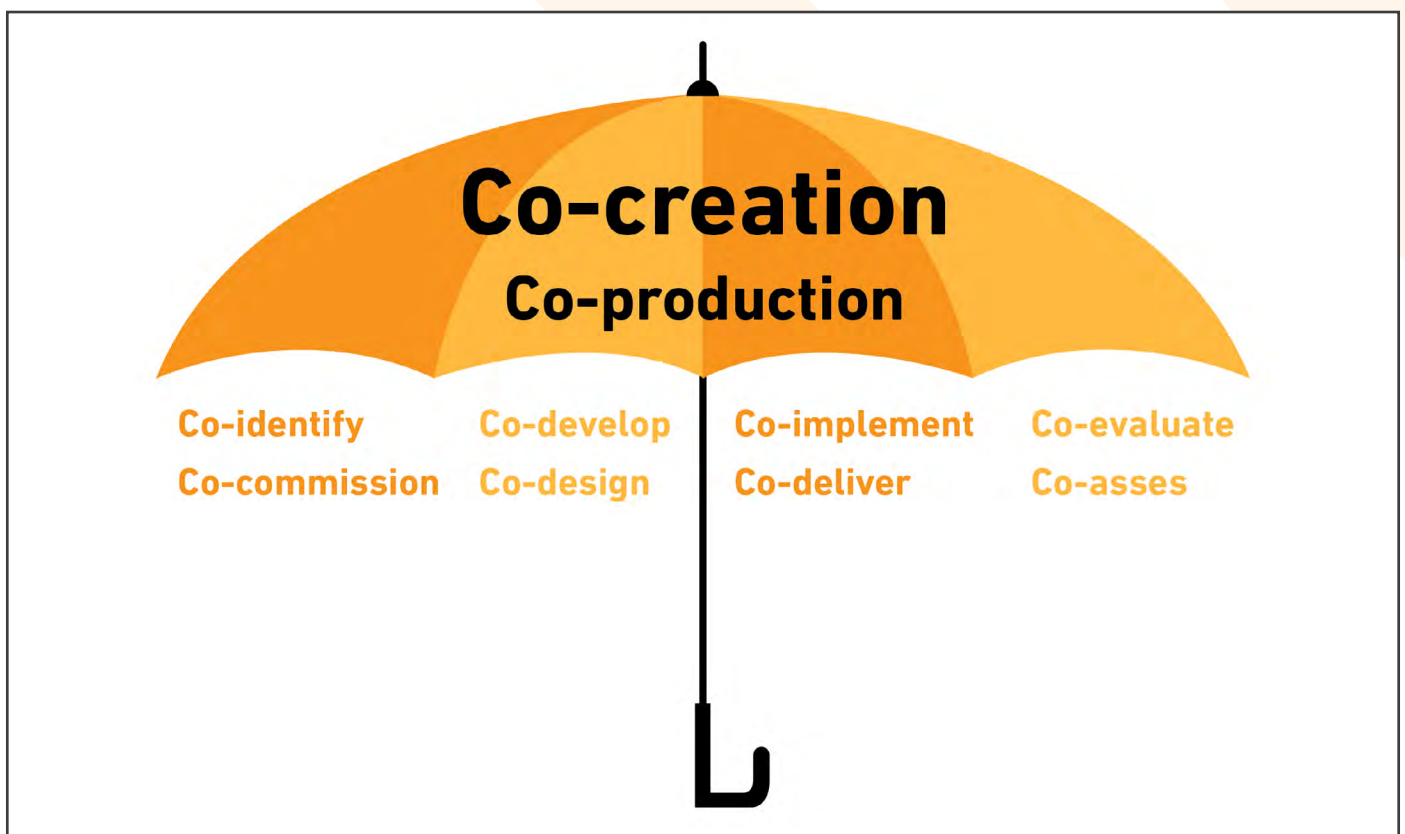 Co-creation
Co-production
Co-identify Co-develop Co-implement Co-evaluate
Co-commission Co-design Co-deliver Co-asses